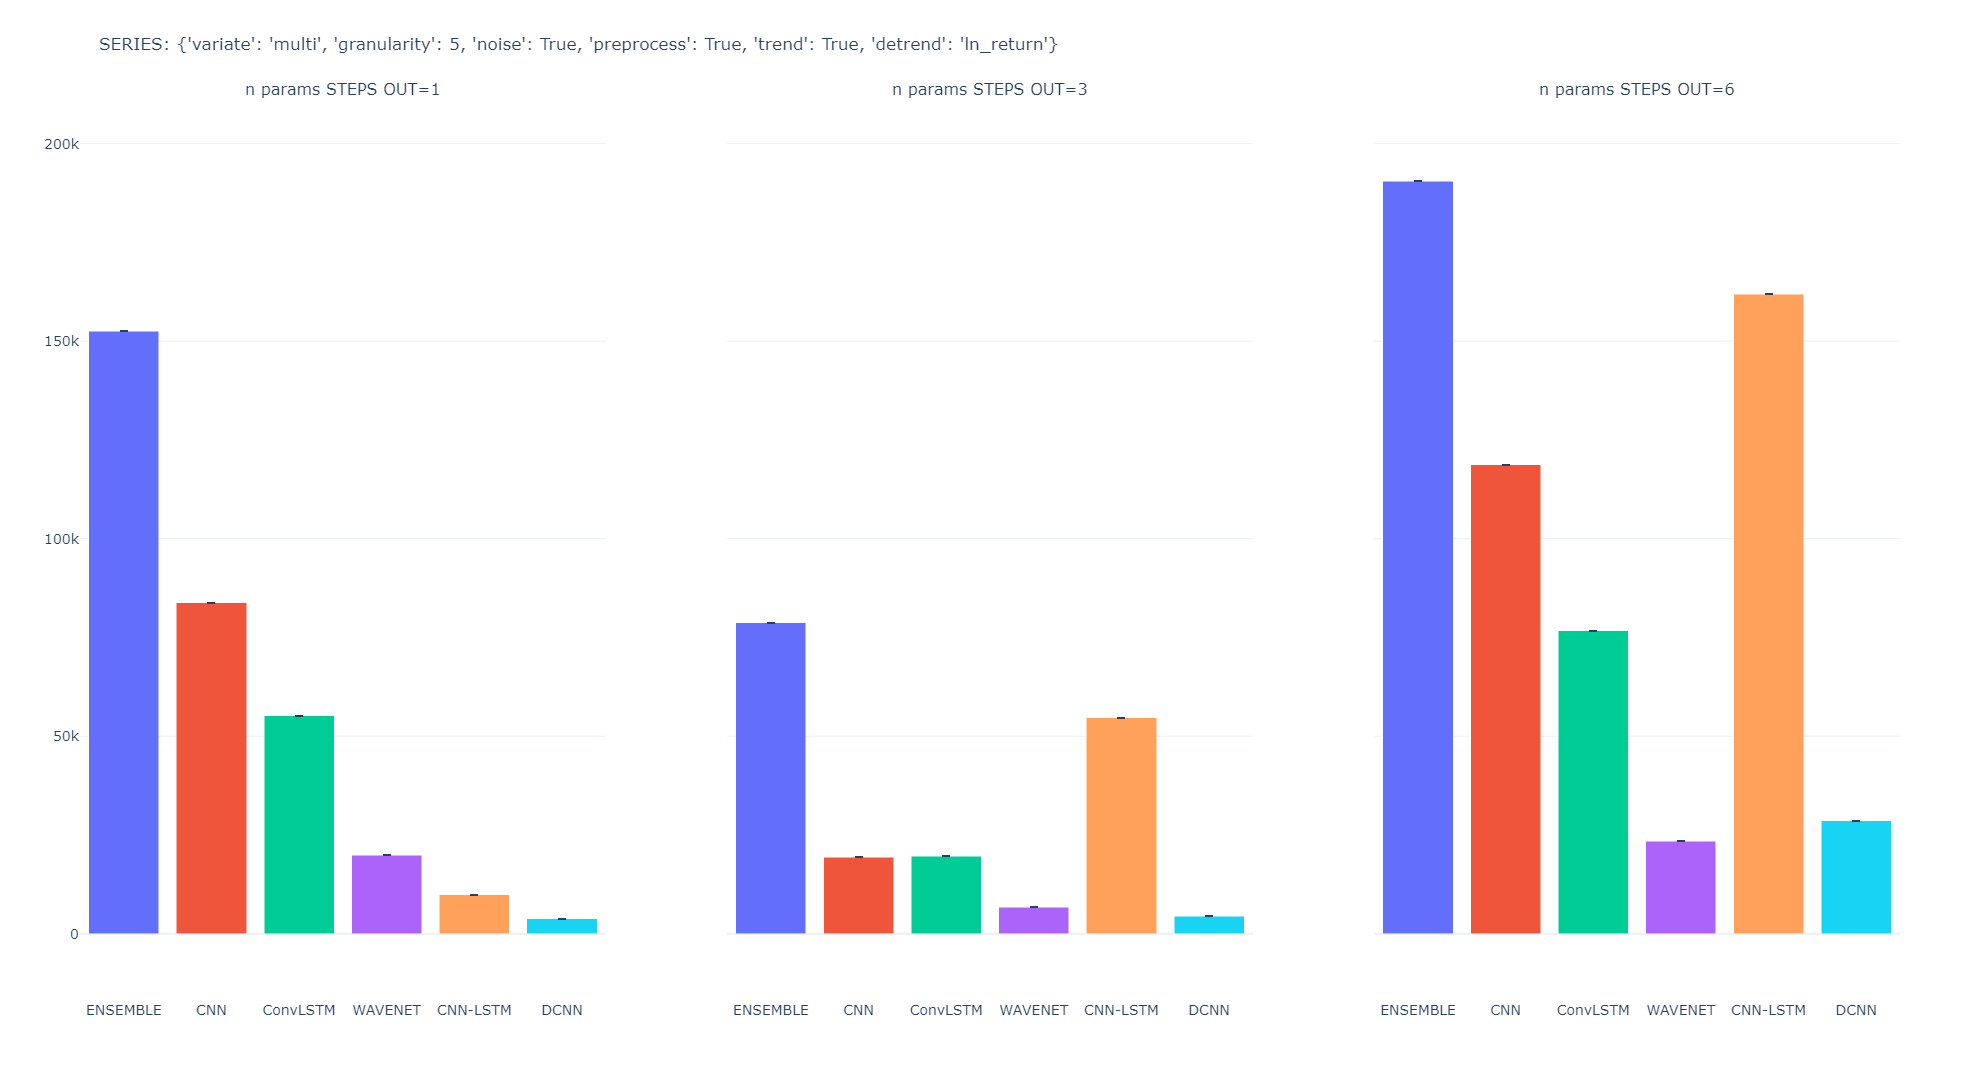 SERIES: {'variate': 'multi', 'granularity': 5, 'noise': True, 'preprocess': True, 'trend': True, 'detrend': 'ln_return'}
n params STEPS OUT=1
n params STEPS OUT=3
n params STEPS OUT=6
200k
150k
100k
50k
0
ENSEMBLE CNN ConvLSTM WAVENET CNN-LSTM DCNN
ENSEMBLE CNN ConvLSTM WAVENET CNN-LSTM DCNN
ENSEMBLE CNN ConvLSTM WAVENET CNN-LSTM DCNN